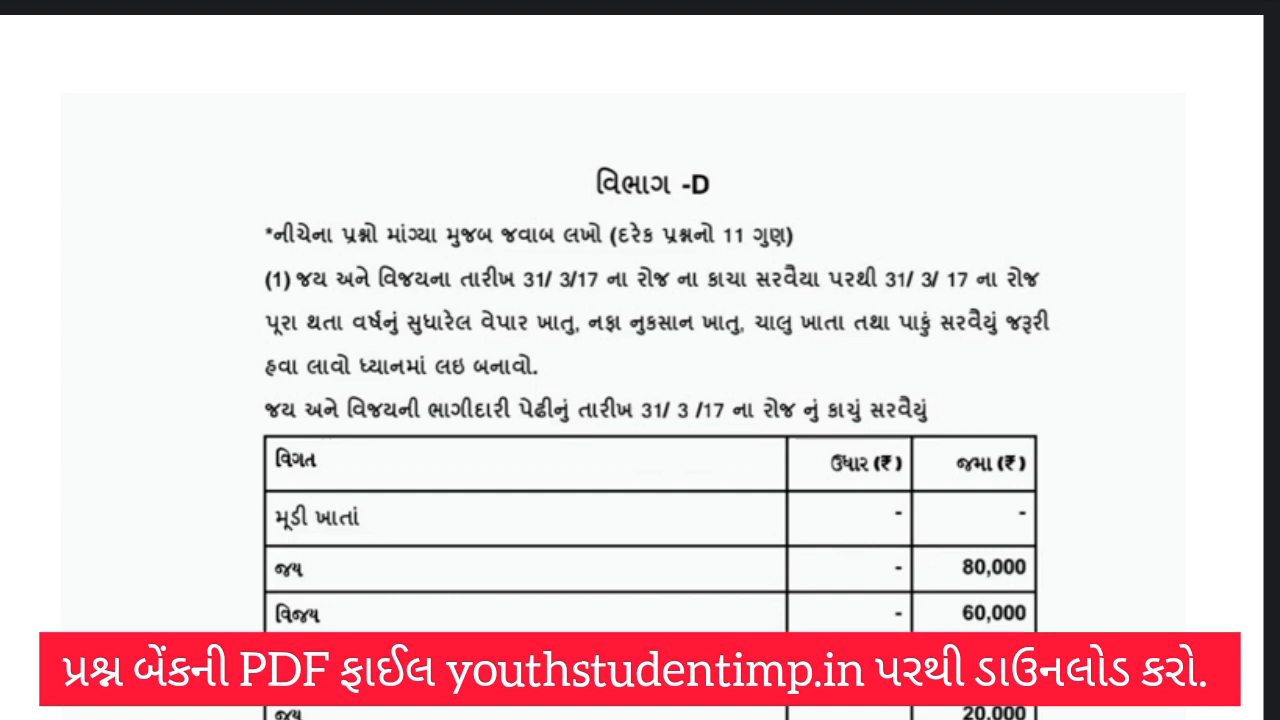 વિભાગ -D
*નીચેના પ્રશ્નો માંગ્યા મુજબ જવાબ લખો (દરેક પ્રશ્નનો 11 ગુણ)
(1) જય અને વિજયના તારીખ 31/ 3/17 ના રોજ ના કાચા સરવૈયા પરથી 31/ 3/ 17 ના રોજ
પૂરા થતા વર્ષનું સુધારેલ વેપાર ખાતુ, નફા નુકસાન ખાતુ, ચાલુ ખાતા તથા પાકું સરવૈયું જરૂરી
હવા લાવો ધ્યાનમાં લઇ બનાવો.
જય અને વિજયની ભાગીદારી પેઢીનું તારીખ 31/ 3 /17 ના રોજ નું કાચું સરવૈયું
વિગત ઉધાર (₹ ) જમા (₹ )
મૂડી ખાતાં - -
જય - 80,000
વિજય - 60,000
પ્રશ્ન બેંકની PDF ફાઈલ youthstudentimp.in પરથી ડાઉનલોડ કરો.
જય 20,000